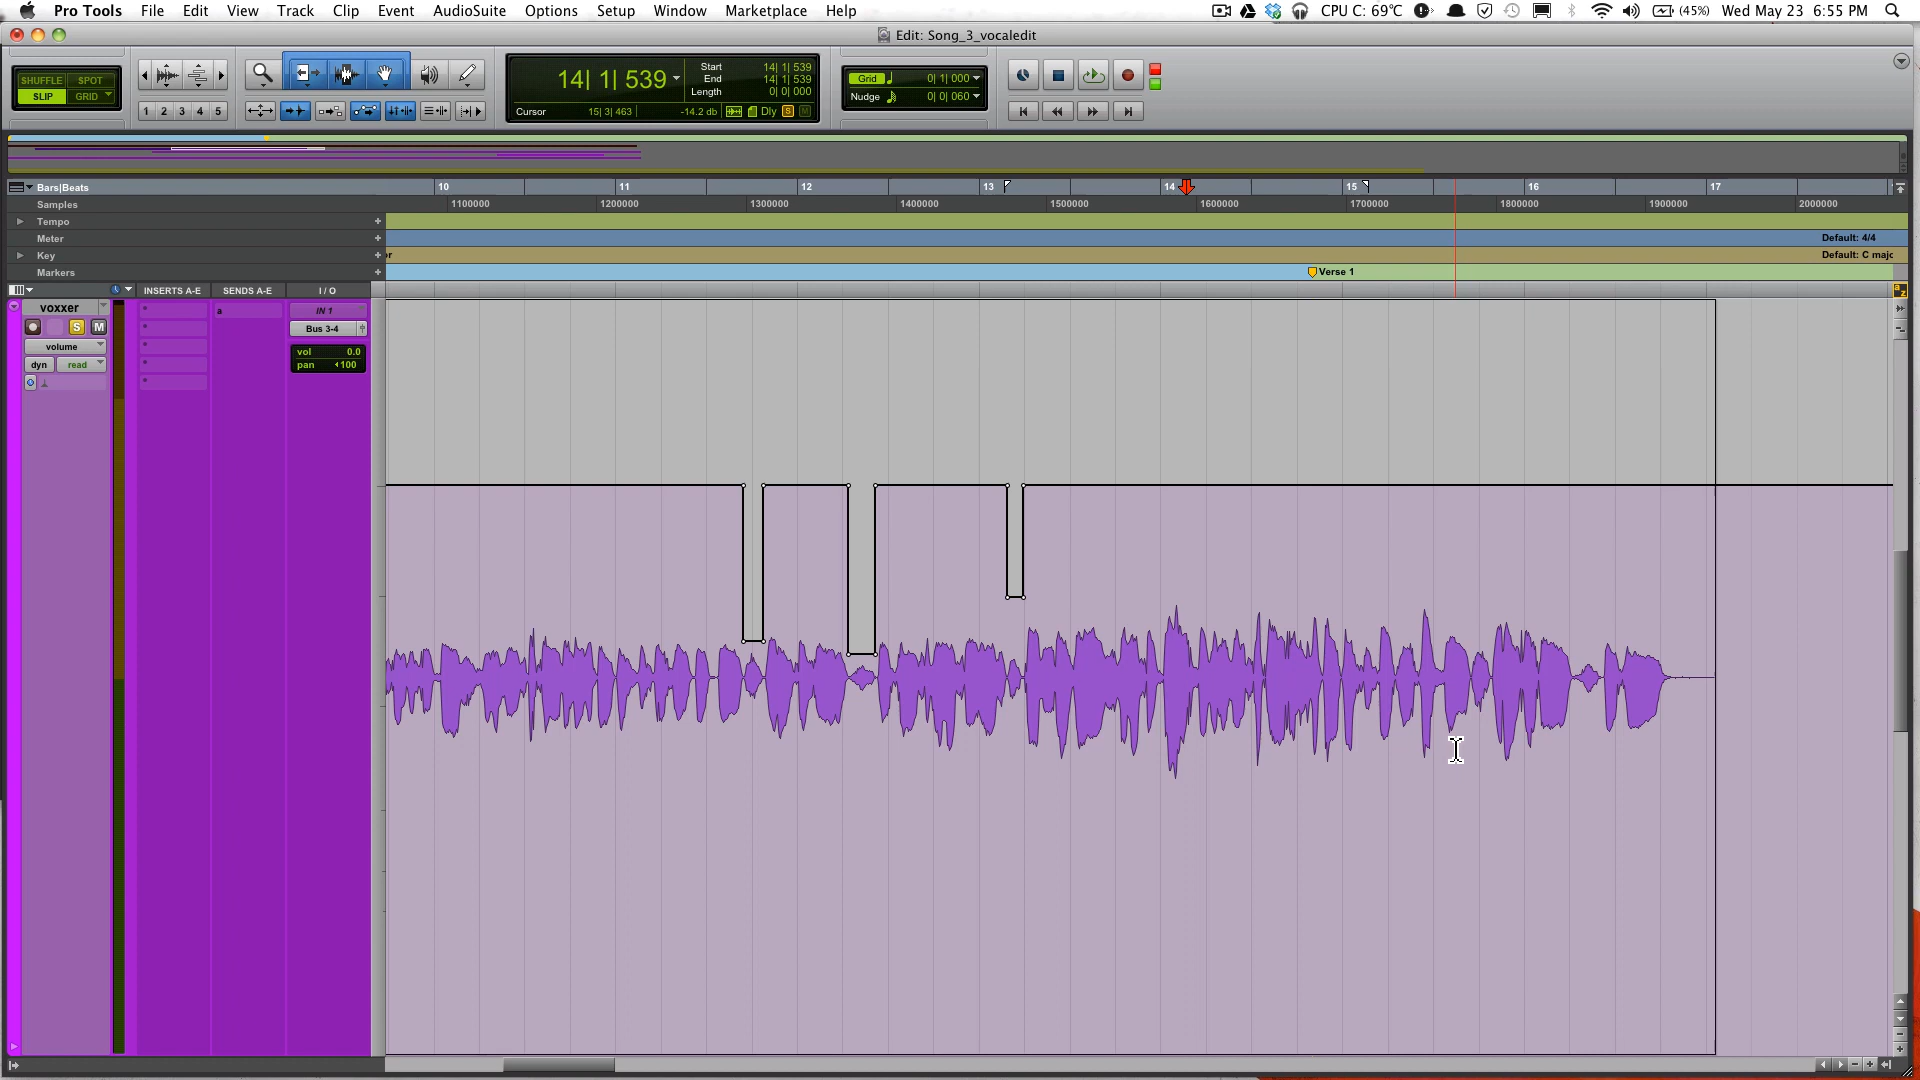 Pro Tools File Edit View Track Clip Event AudioSuite Options Setup Window Marketplace Help CPU C: 69°C (45%) Wed May 23 6:55 PM
Edit: Song_3_vocaledit
SHUFFLE SPOT
SLIP GRID
1 2 3 4 5
14| 1| 539
Start 14| 1| 539
End 14| 1| 539
Length 0| 0| 000
Cursor 15| 3| 463 -14.2 db Dly S M
Grid 0| 1| 000
Nudge 0| 0| 060
Bars|Beats 10 11 12 13 14 15 16 17
Samples 1100000 1200000 1300000 1400000 1500000 1600000 1700000 1800000 1900000 2000000
Tempo +
Meter + Default: 4/4
Key + r Default: C majo
Markers + Verse 1
INSERTS A-E SENDS A-E I / O
a z
voxxer a IN 1
S M Bus 3-4
volume vol 0.0
dyn read pan 100